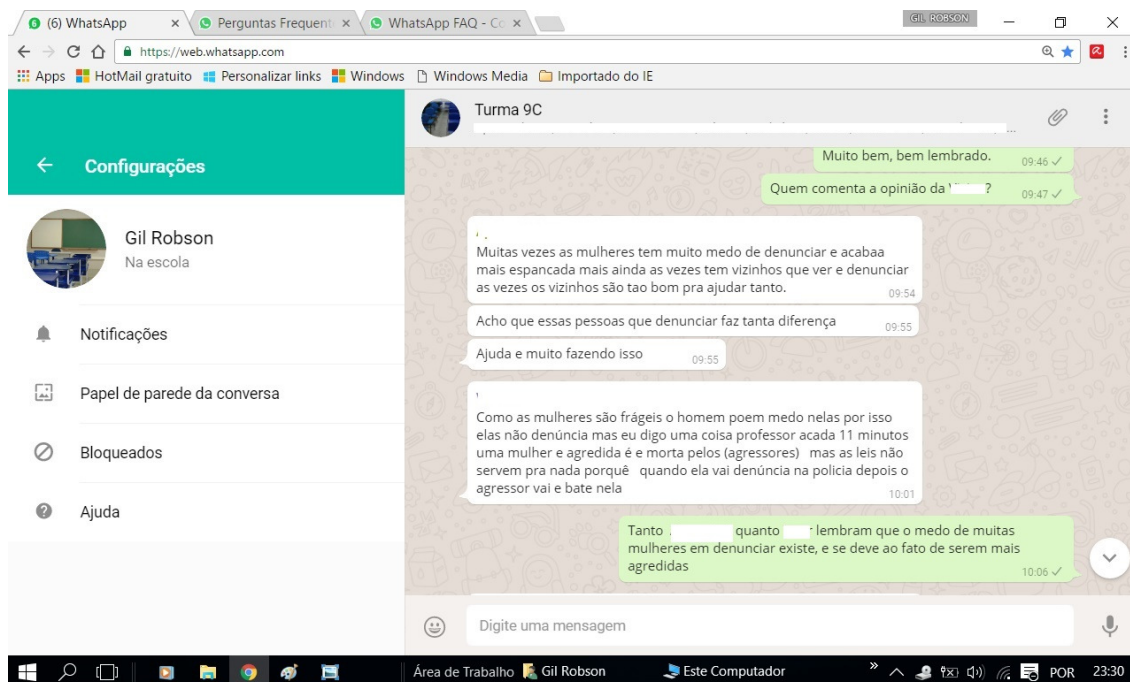 (6) WhatsApp
Perguntas Frequent
WhatsApp FAQ - Co
GIL ROBSON
https://web.whatsapp.com
Apps HotMail gratuito Personalizar links Windows Windows Media Importado do IE
Configurações
Gil Robson
Na escola
Notificações
Papel de parede da conversa
Bloqueados
Ajuda
Turma 9C
...
Muito bem, bem lembrado.
09:46
Quem comenta a opinião da ?
09:47
Muitas vezes as mulheres tem muito medo de denunciar e acabaa
mais espancada mais ainda as vezes tem vizinhos que ver e denunciar
as vezes os vizinhos são tao bom pra ajudar tanto.
09:54
Acho que essas pessoas que denunciar faz tanta diferença
09:55
Ajuda e muito fazendo isso
09:55
Como as mulheres são frágeis o homem poem medo nelas por isso
elas não denúncia mas eu digo uma coisa professor acada 11 minutos
uma mulher e agredida é e morta pelos (agressores) mas as leis não
servem pra nada porquê quando ela vai denúncia na policia depois o
agressor vai e bate nela
10:01
Tanto quanto lembram que o medo de muitas
mulheres em denunciar existe, e se deve ao fato de serem mais
agredidas
10:06
Digite uma mensagem
Área de Trabalho Gil Robson Este Computador » POR 23:30